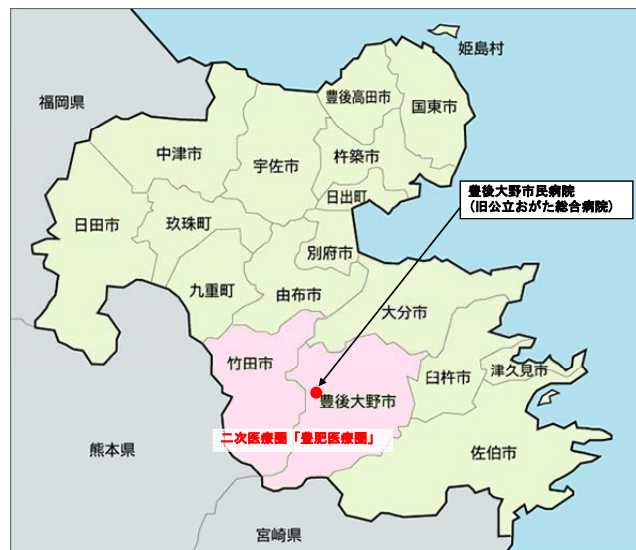 姫島村
福岡県
豊後高田市
国東市
中津市
宇佐市
杵築市
日出町
豊後大野市民病院
（旧公立おがた総合病院）
日田市
玖珠町
別府市
九重町
由布市
大分市
竹田市
臼杵市
津久見市
豊後大野市
二次医療圏「豊肥医療圏」
熊本県
佐伯市
宮崎県